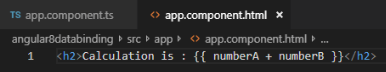 TS app.component.ts <> app.component.html ×
angular8databinding > src > app > <> app.component.html > ...
1 <h2>Calculation is : {{ numberA + numberB }}</h2>